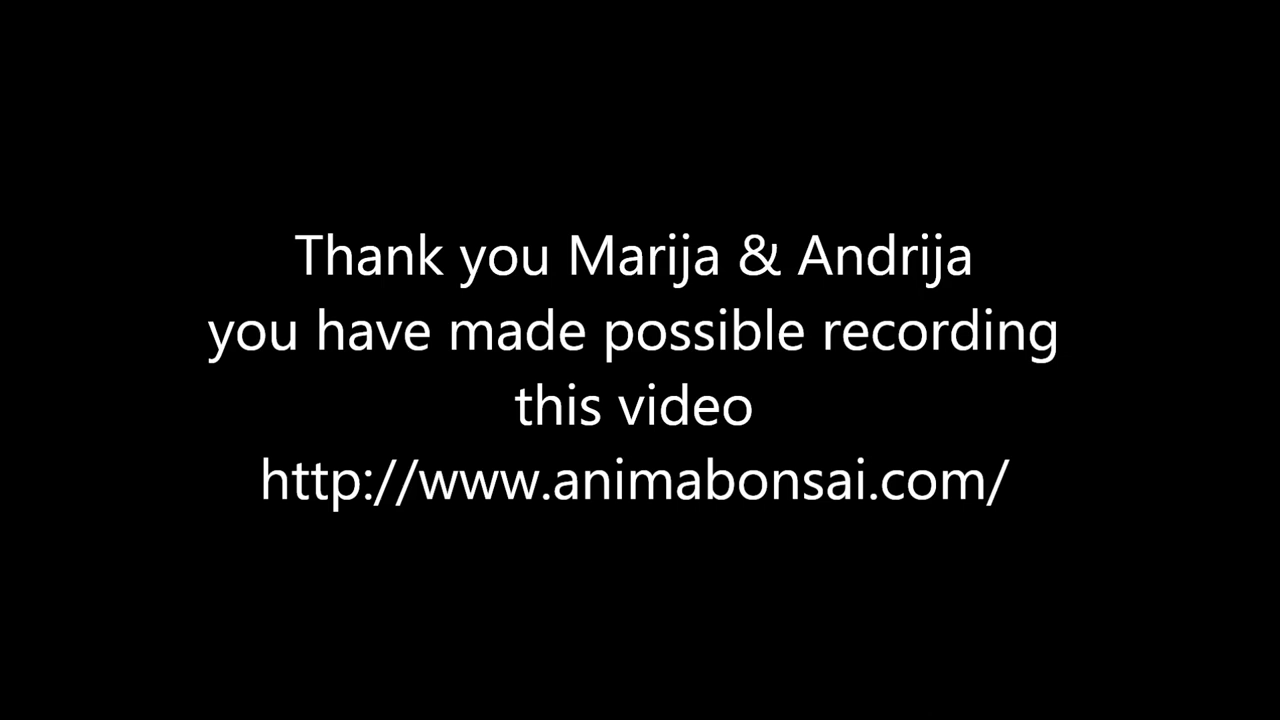 Thank you Marija & Andrija
you have made possible recording
this video
http://www.animabonsai.com/